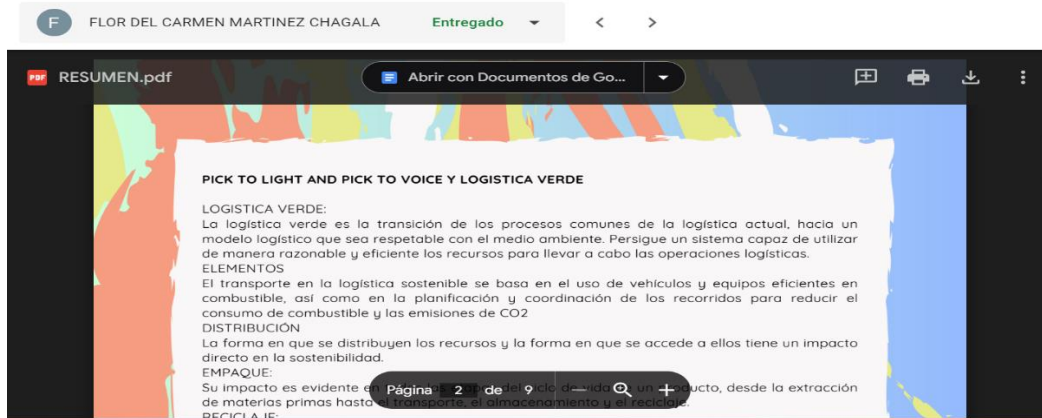 F FLOR DEL CARMEN MARTINEZ CHAGALA Entregado
PDF RESUMEN.pdf Abrir con Documentos de Go...
PICK TO LIGHT AND PICK TO VOICE Y LOGISTICA VERDE
LOGISTICA VERDE:
La logística verde es la transición de los procesos comunes de la logística actual, hacia un
modelo logístico que sea respetable con el medio ambiente. Persigue un sistema capaz de utilizar
de manera razonable y eficiente los recursos para llevar a cabo las operaciones logísticas.
ELEMENTOS
El transporte en la logística sostenible se basa en el uso de vehículos y equipos eficientes en
combustible, así como en la planificación y coordinación de los recorridos para reducir el
consumo de combustible y las emisiones de CO2
DISTRIBUCIÓN
La forma en que se distribuyen los recursos y la forma en que se accede a ellos tiene un impacto
directo en la sostenibilidad.
EMPAQUE:
Su impacto es evidente en del ciclo de vida de un producto, desde la extracción
Página 2 de 9
de materias primas hasta el transporte, el almacenamiento y el reciclaje.
RECICLAJE: